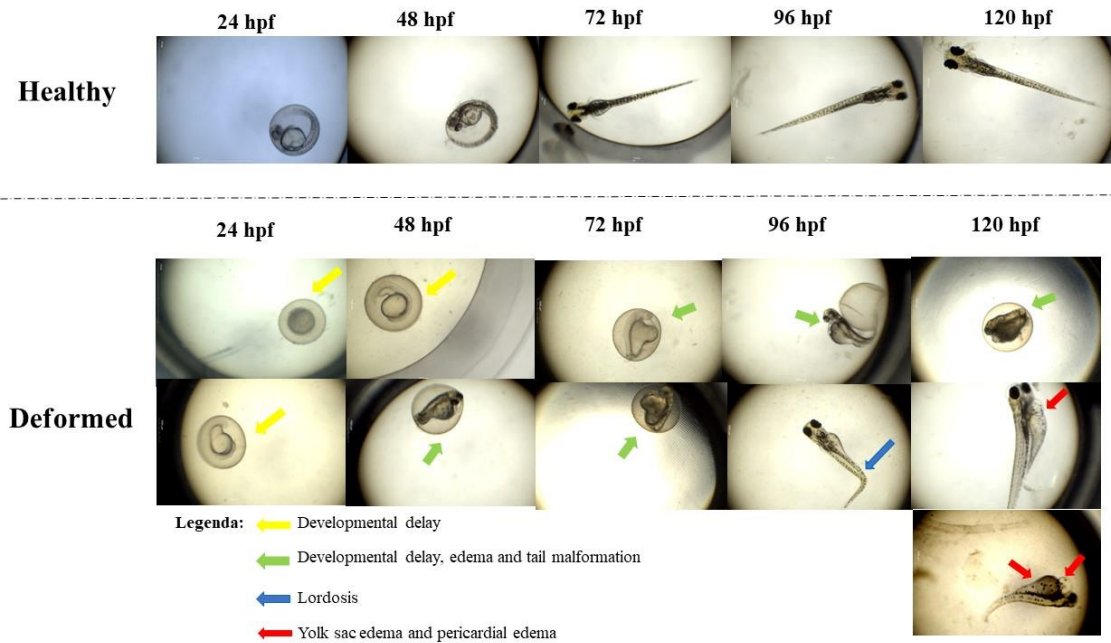 24 hpf 48 hpf 72 hpf 96 hpf 120 hpf
Healthy
24 hpf 48 hpf 72 hpf 96 hpf 120 hpf
Deformed
Legenda: Developmental delay
Developmental delay, edema and tail malformation
Lordosis
Yolk sac edema and pericardial edema